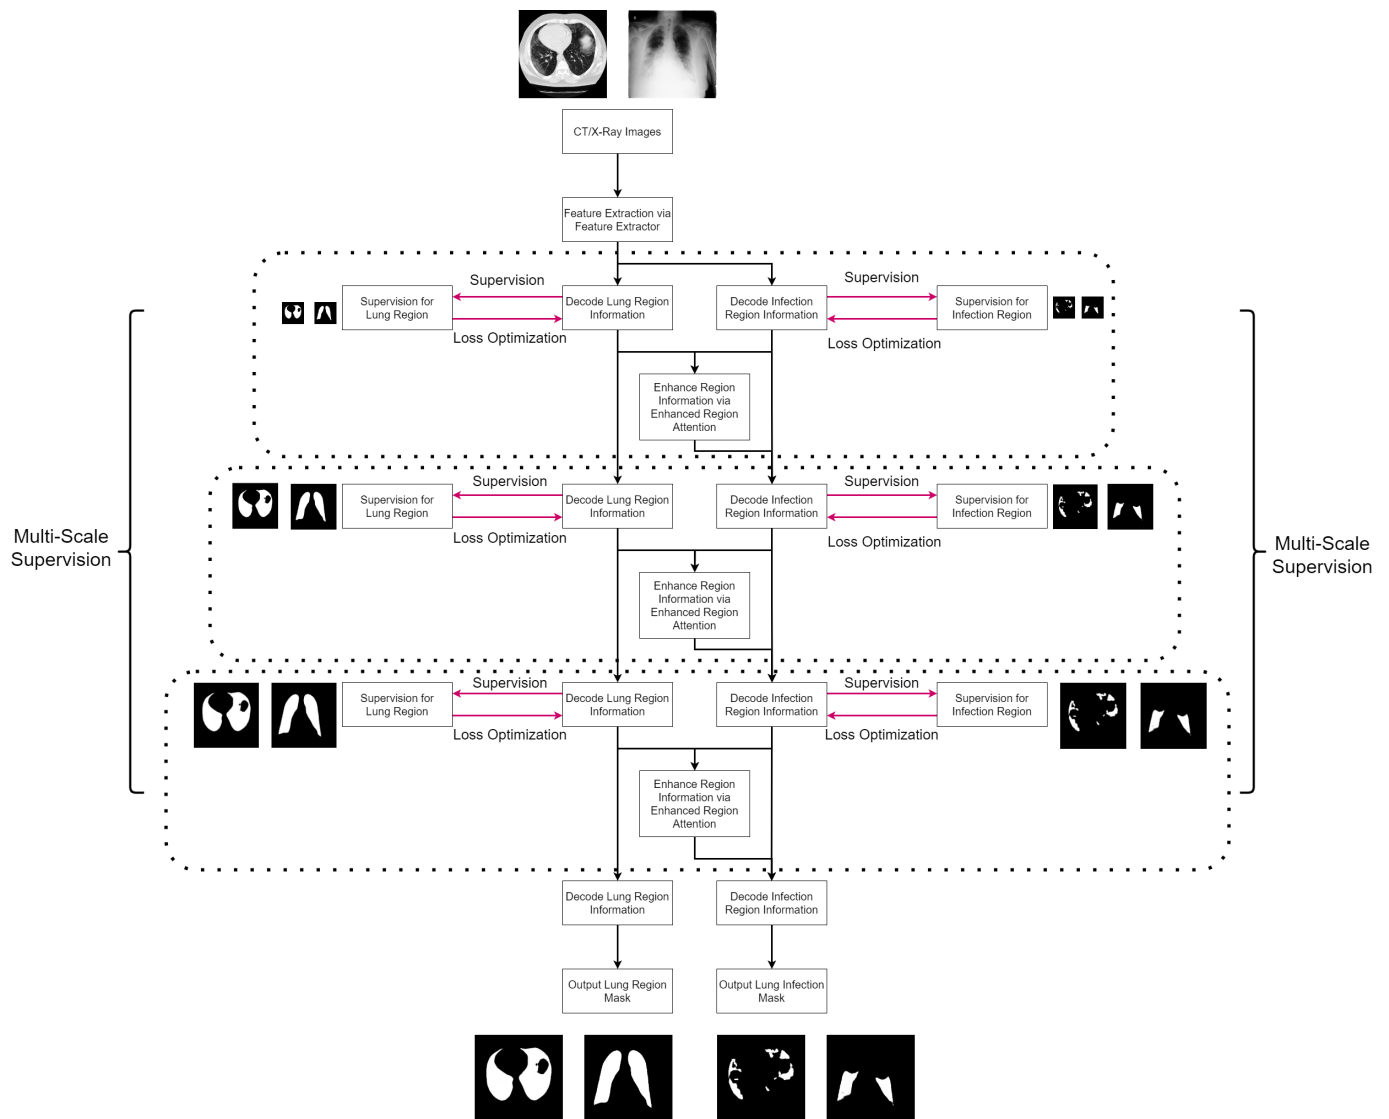 CT/X-Ray Images
Feature Extraction via
Feature Extractor
Supervision
Supervision
Supervision for
Lung Region
Decode Lung Region
Information
Decode Infection
Region Information
Supervision for
Infection Region
Loss Optimization
Loss Optimization
Enhance Region
Information via
Enhanced Region
Attention
Supervision
Supervision
Supervision for
Lung Region
Decode Lung Region
Information
Decode Infection
Region Information
Supervision for
Infection Region
Loss Optimization
Loss Optimization
Multi-Scale
Supervision
Multi-Scale
Supervision
Enhance Region
Information via
Enhanced Region
Attention
Supervision
Supervision
Supervision for
Lung Region
Decode Lung Region
Information
Decode Infection
Region Information
Supervision for
Infection Region
Loss Optimization
Loss Optimization
Enhance Region
Information via
Enhanced Region
Attention
Decode Lung Region
Information
Decode Infection
Region Information
Output Lung Region
Mask
Output Lung Infection
Mask